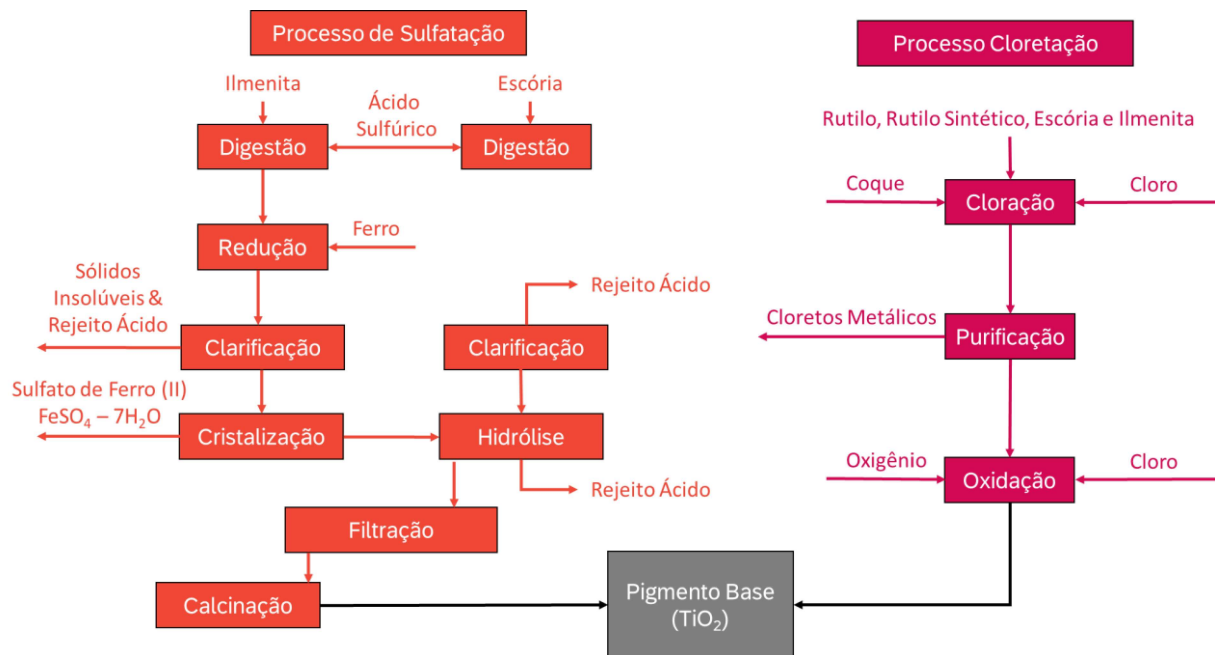 Processo de Sulfatação
Ilmenita
Escória
Ácido
Sulfúrico
Digestão
Digestão
Redução
Ferro
Sólidos
Insolúveis &
Rejeito Ácido
Clarificação
Rejeito Ácido
Clarificação
Sulfato de Ferro (II)
FeSO₄ – 7H₂O
Cristalização
Hidrólise
Rejeito Ácido
Filtração
Calcinação
Pigmento Base
(TiO₂)
Processo Cloretação
Rutilo, Rutilo Sintético, Escória e Ilmenita
Coque
Cloro
Cloração
Cloretos Metálicos
Purificação
Oxigênio
Cloro
Oxidação